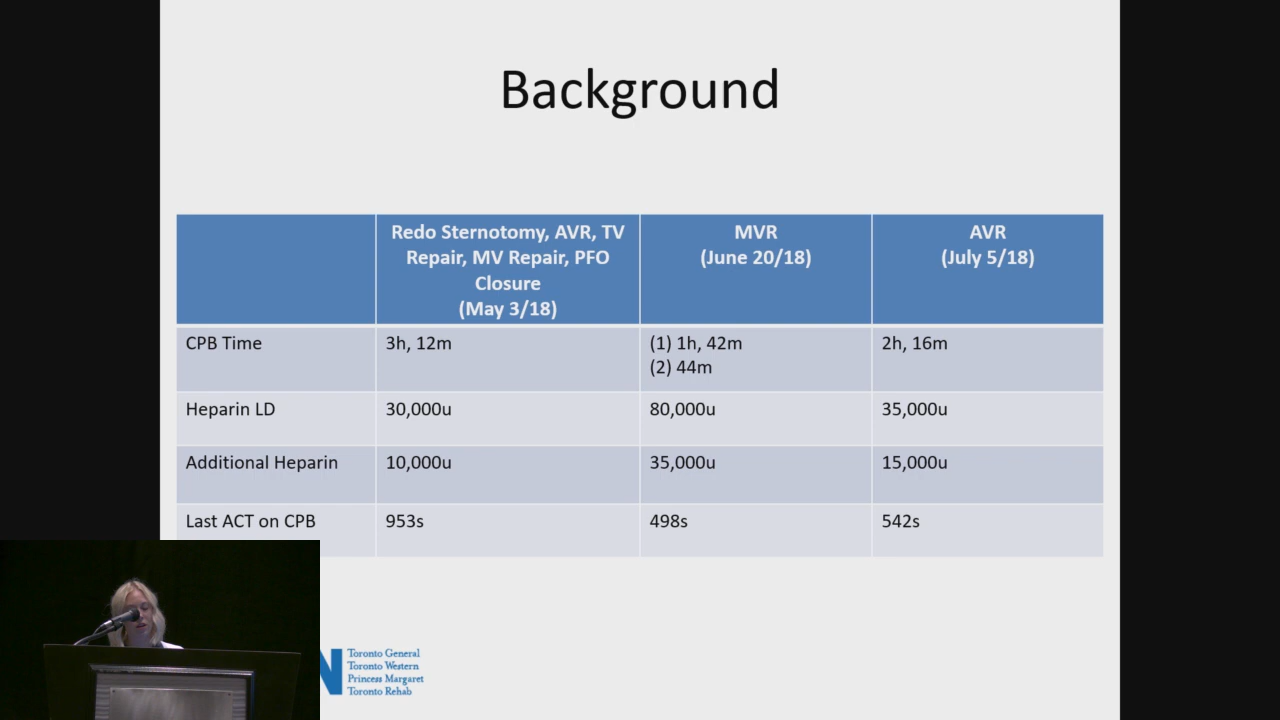 Background
Redo Sternotomy, AVR, TV
Repair, MV Repair, PFO
Closure
(May 3/18)
MVR
(June 20/18)
AVR
(July 5/18)
CPB Time
3h, 12m
(1) 1h, 42m
(2) 44m
2h, 16m
Heparin LD
30,000u
80,000u
35,000u
Additional Heparin
10,000u
35,000u
15,000u
Last ACT on CPB
953s
498s
542s
N
Toronto General
Toronto Western
Princess Margaret
Toronto Rehab